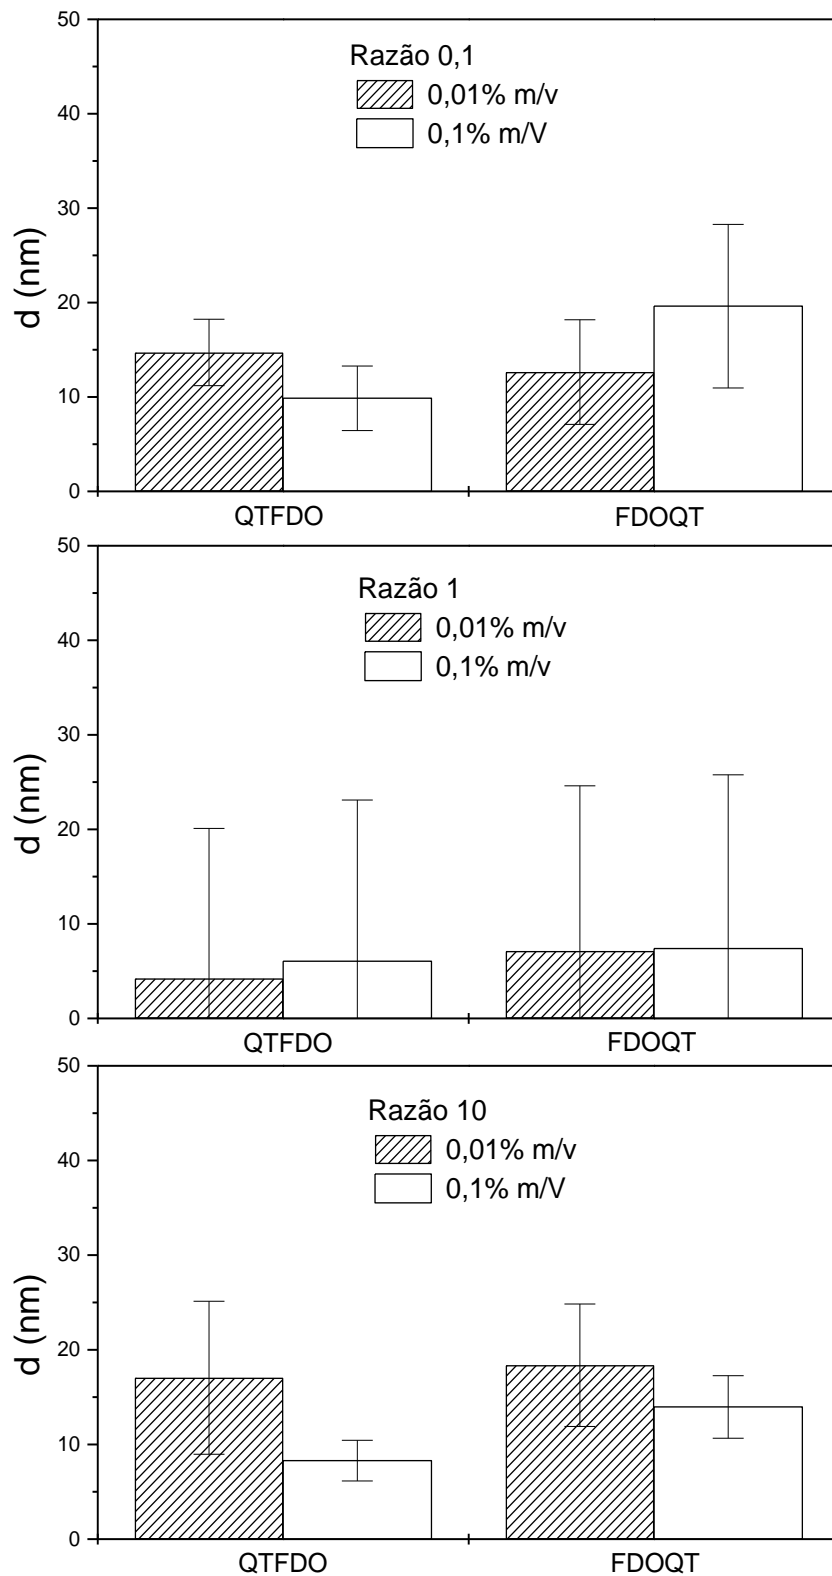 50
40
30
20
10
0
d (nm)
Razão 0,1
0,01% m/v
0,1% m/V
QTFDO
FDOQT
50
40
30
20
10
0
d (nm)
Razão 1
0,01% m/v
0,1% m/v
QTFDO
FDOQT
50
40
30
20
10
0
d (nm)
Razão 10
0,01% m/v
0,1% m/V
QTFDO
FDOQT